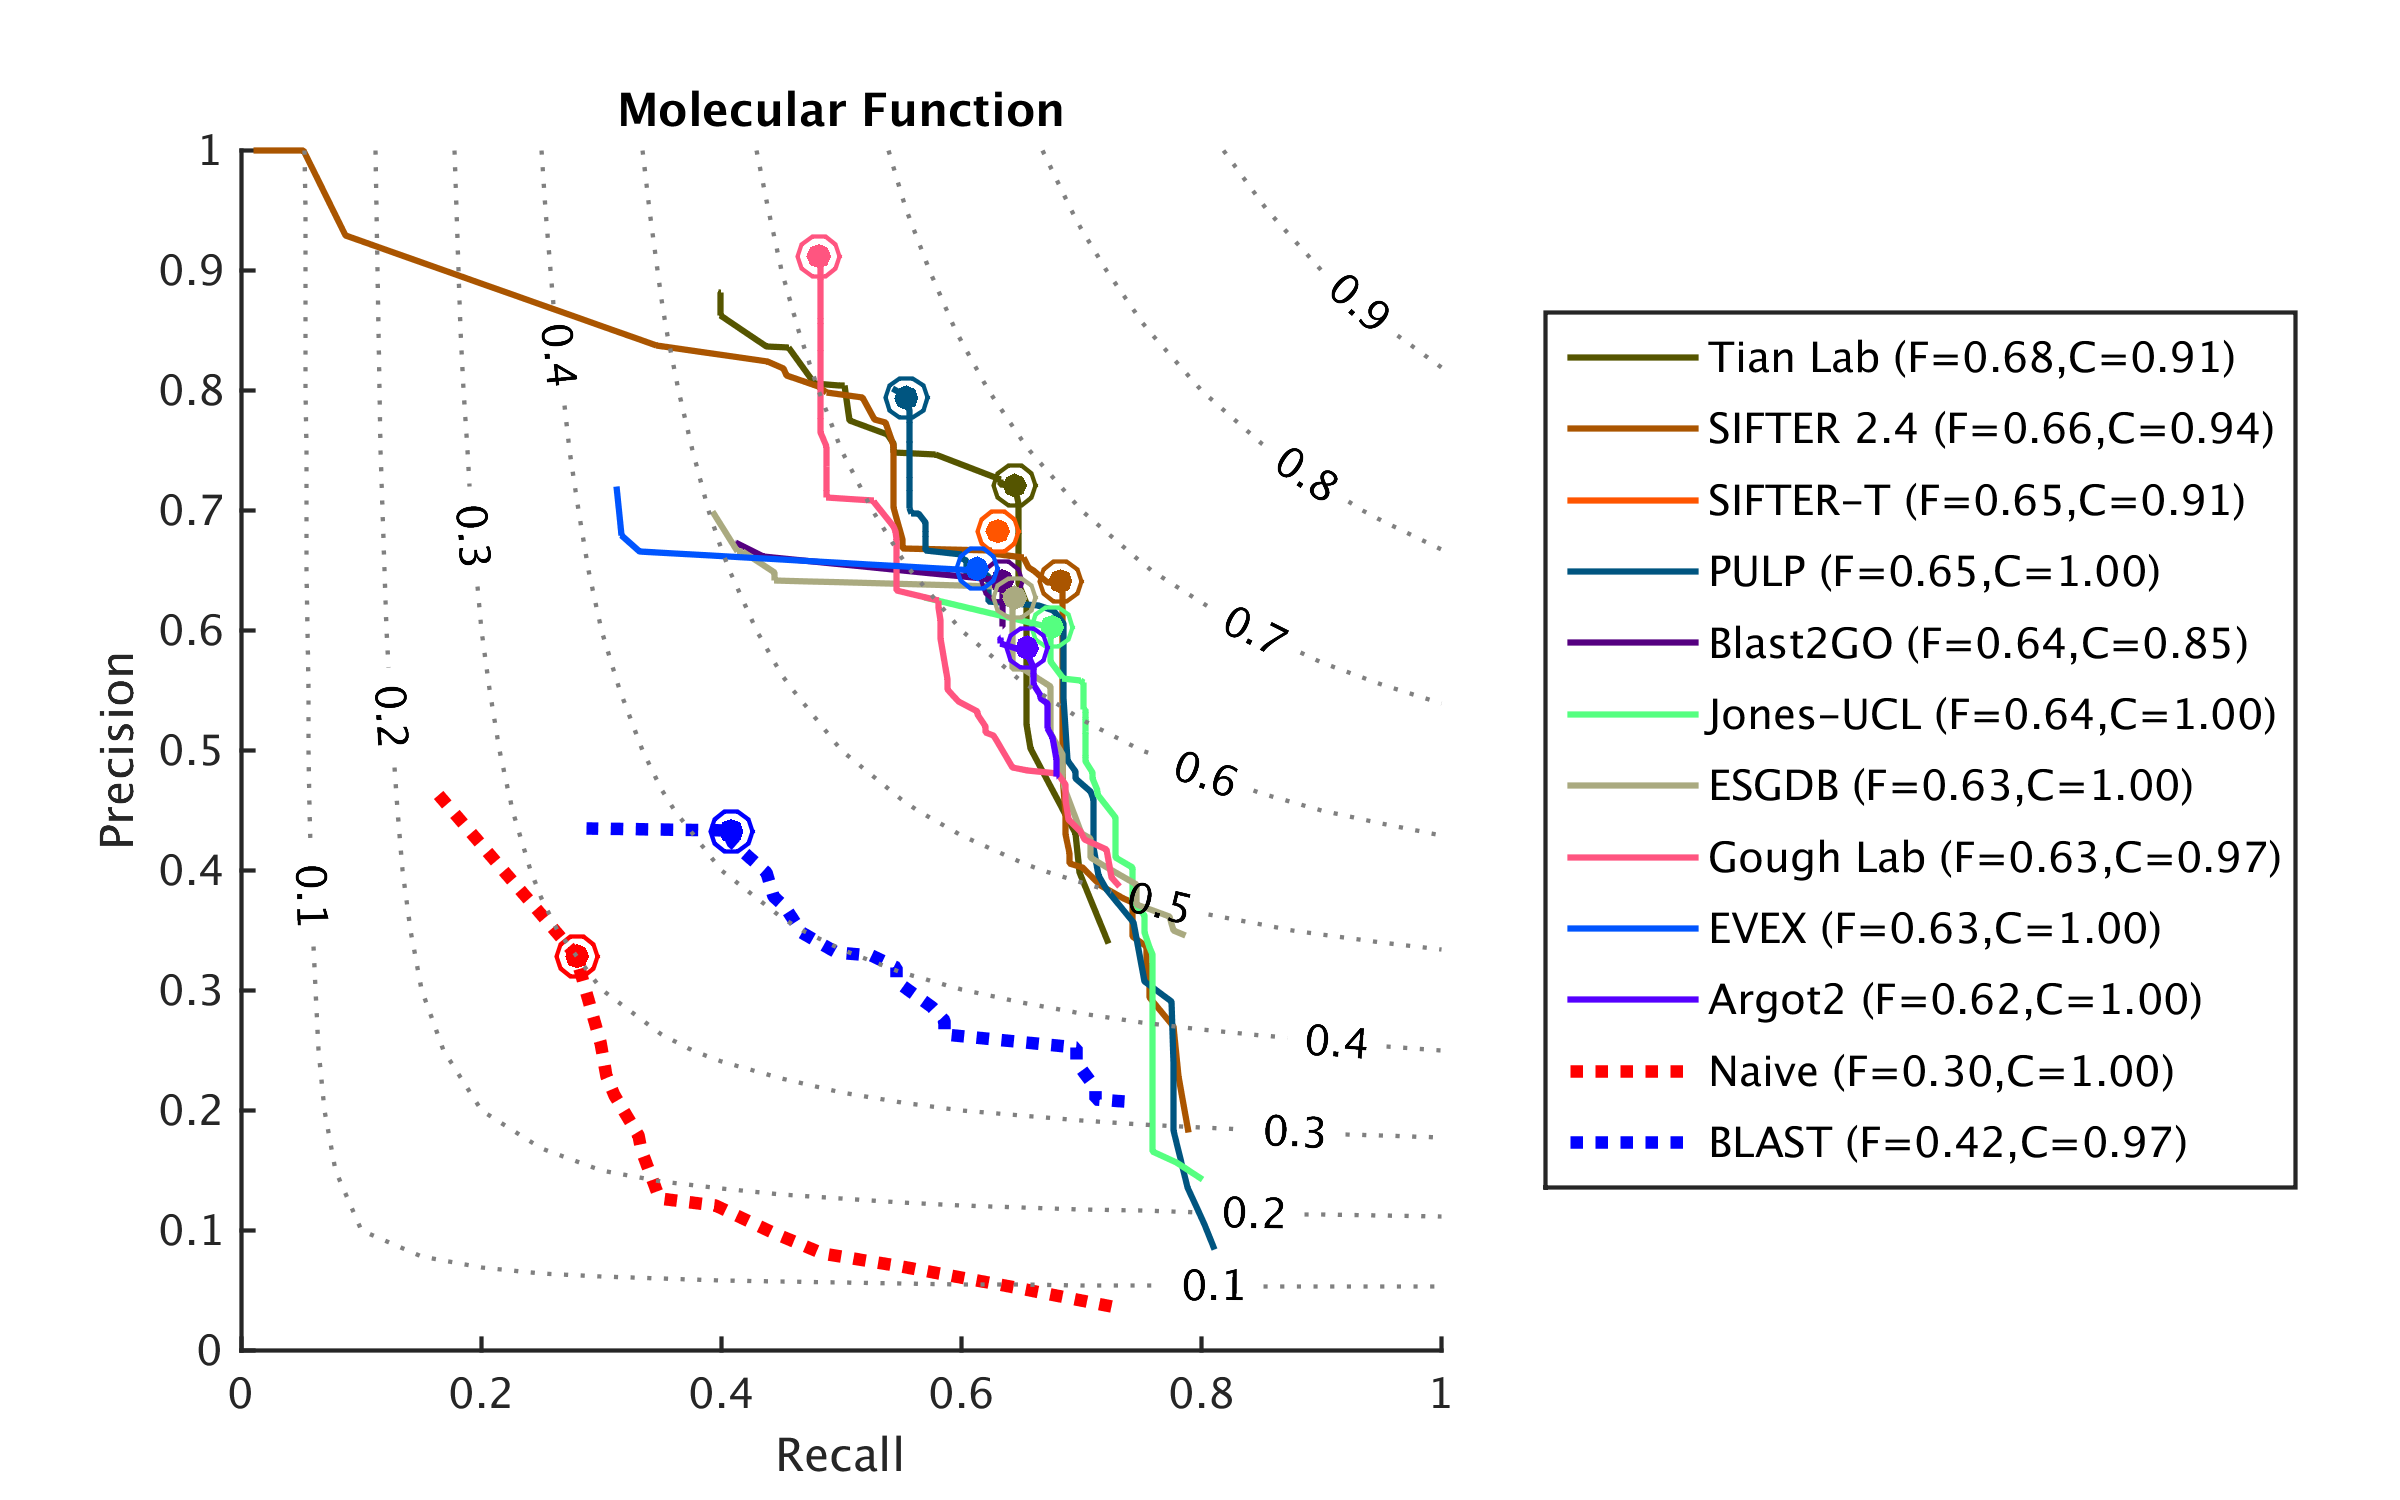 Molecular Function
1
0.9
0.8
0.7
0.6
0.5
0.4
0.3
0.2
0.1
0
0
0.2
0.4
0.6
0.8
1
Precision
Recall
0.1
0.2
0.3
0.4
0.9
0.8
0.7
0.6
0.5
0.4
0.3
0.2
0.1
Tian Lab (F=0.68,C=0.91)
SIFTER 2.4 (F=0.66,C=0.94)
SIFTER-T (F=0.65,C=0.91)
PULP (F=0.65,C=1.00)
Blast2GO (F=0.64,C=0.85)
Jones-UCL (F=0.64,C=1.00)
ESGDB (F=0.63,C=1.00)
Gough Lab (F=0.63,C=0.97)
EVEX (F=0.63,C=1.00)
Argot2 (F=0.62,C=1.00)
Naive (F=0.30,C=1.00)
BLAST (F=0.42,C=0.97)